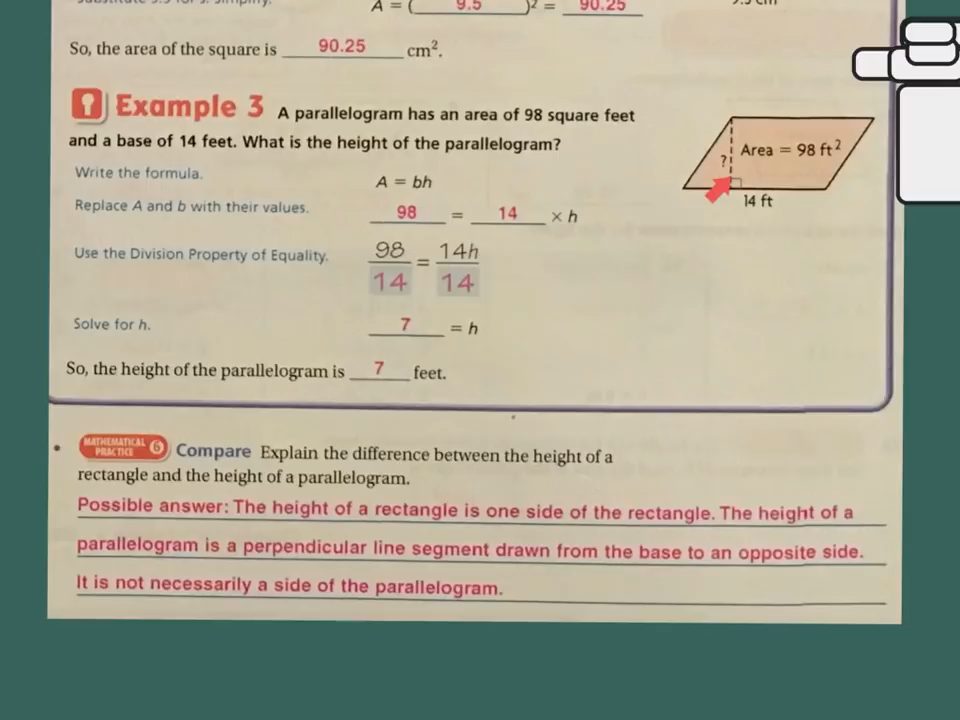 A = ( 9.5 )² = 90.25
So, the area of the square is 90.25 cm².
Example 3 A parallelogram has an area of 98 square feet
and a base of 14 feet. What is the height of the parallelogram?
Write the formula.
A = bh
Replace A and b with their values.
98 = 14 × h
Use the Division Property of Equality.
98/14 = 14h/14
Solve for h.
7 = h
So, the height of the parallelogram is 7 feet.
?
Area = 98 ft²
14 ft
MATHEMATICAL PRACTICE 6 Compare Explain the difference between the height of a
rectangle and the height of a parallelogram.
Possible answer: The height of a rectangle is one side of the rectangle. The height of a
parallelogram is a perpendicular line segment drawn from the base to an opposite side.
It is not necessarily a side of the parallelogram.